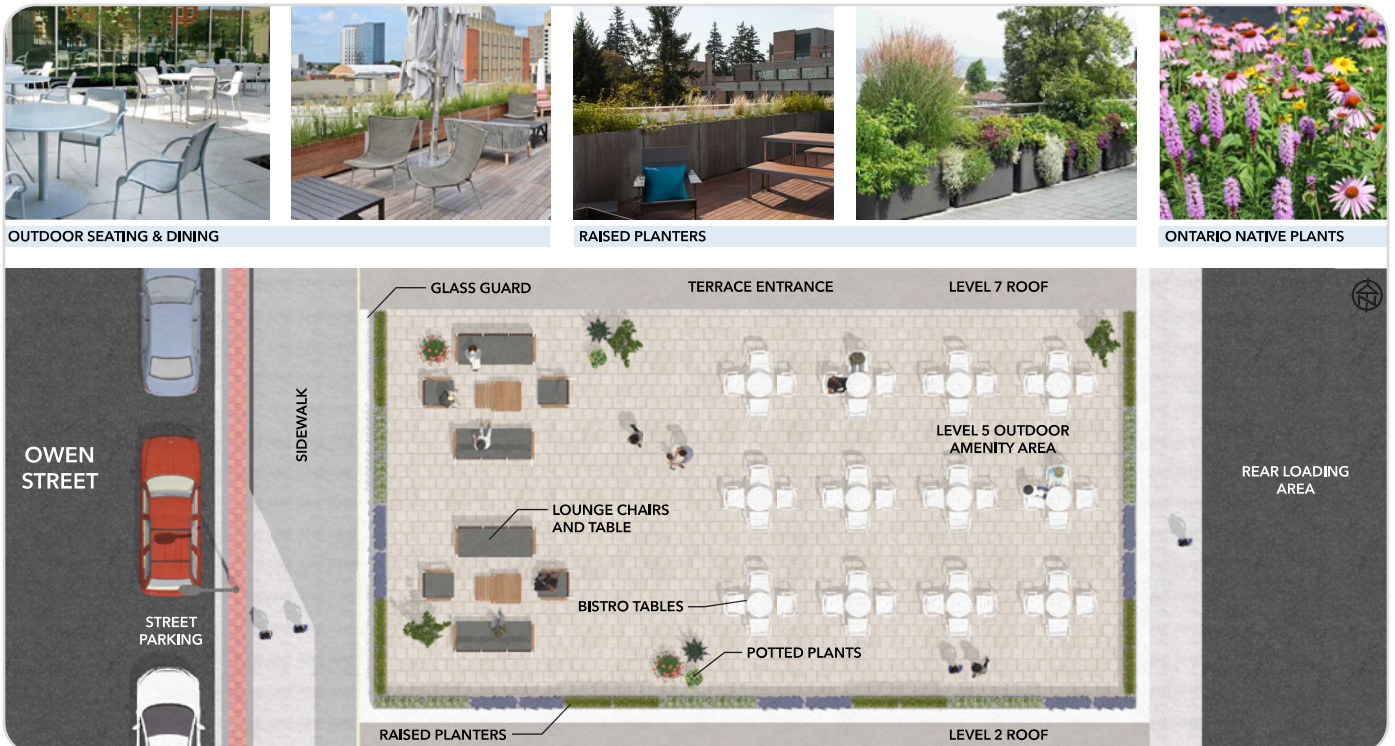 OUTDOOR SEATING & DINING
RAISED PLANTERS
ONTARIO NATIVE PLANTS
GLASS GUARD
TERRACE ENTRANCE
LEVEL 7 ROOF
N
SIDEWALK
OWEN
STREET
LEVEL 5 OUTDOOR
AMENITY AREA
REAR LOADING
AREA
LOUNGE CHAIRS
AND TABLE
BISTRO TABLES
STREET
PARKING
POTTED PLANTS
RAISED PLANTERS
LEVEL 2 ROOF